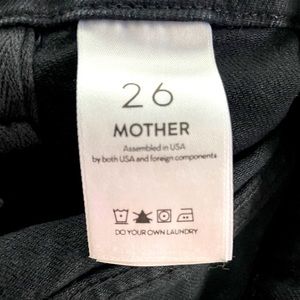 26
MOTHER
Assembled in USA
by both USA and foreign components
DO YOUR OWN LAUNDRY